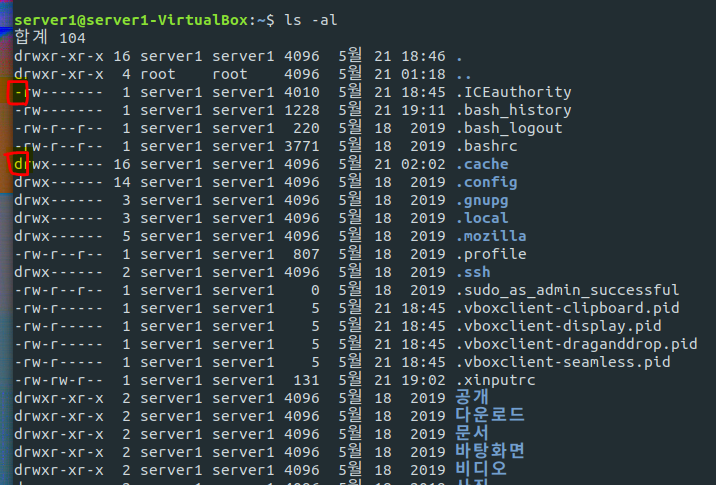 server1@server1-VirtualBox:~$ ls -al
합계 104
drwxr-xr-x 16 server1 server1 4096  5월 21 18:46 .
drwxr-xr-x  4 root    root    4096  5월 21 01:18 ..
-rw-------  1 server1 server1 4010  5월 21 18:45 .ICEauthority
-rw-------  1 server1 server1 1228  5월 21 19:11 .bash_history
-rw-r--r--  1 server1 server1  220  5월 18  2019 .bash_logout
-rw-r--r--  1 server1 server1 3771  5월 18  2019 .bashrc
drwx------ 16 server1 server1 4096  5월 21 02:02 .cache
drwx------ 14 server1 server1 4096  5월 18  2019 .config
drwx------  3 server1 server1 4096  5월 18  2019 .gnupg
drwx------  3 server1 server1 4096  5월 18  2019 .local
drwx------  5 server1 server1 4096  5월 18  2019 .mozilla
-rw-r--r--  1 server1 server1  807  5월 18  2019 .profile
drwx------  2 server1 server1 4096  5월 18  2019 .ssh
-rw-r--r--  1 server1 server1    0  5월 18  2019 .sudo_as_admin_successful
-rw-r-----  1 server1 server1    5  5월 21 18:45 .vboxclient-clipboard.pid
-rw-r-----  1 server1 server1    5  5월 21 18:45 .vboxclient-display.pid
-rw-r-----  1 server1 server1    5  5월 21 18:45 .vboxclient-draganddrop.pid
-rw-r-----  1 server1 server1    5  5월 21 18:45 .vboxclient-seamless.pid
-rw-rw-r--  1 server1 server1  131  5월 21 19:02 .xinputrc
drwxr-xr-x  2 server1 server1 4096  5월 18  2019 공개
drwxr-xr-x  2 server1 server1 4096  5월 18  2019 다운로드
drwxr-xr-x  2 server1 server1 4096  5월 18  2019 문서
drwxr-xr-x  2 server1 server1 4096  5월 18  2019 바탕화면
drwxr-xr-x  2 server1 server1 4096  5월 18  2019 비디오